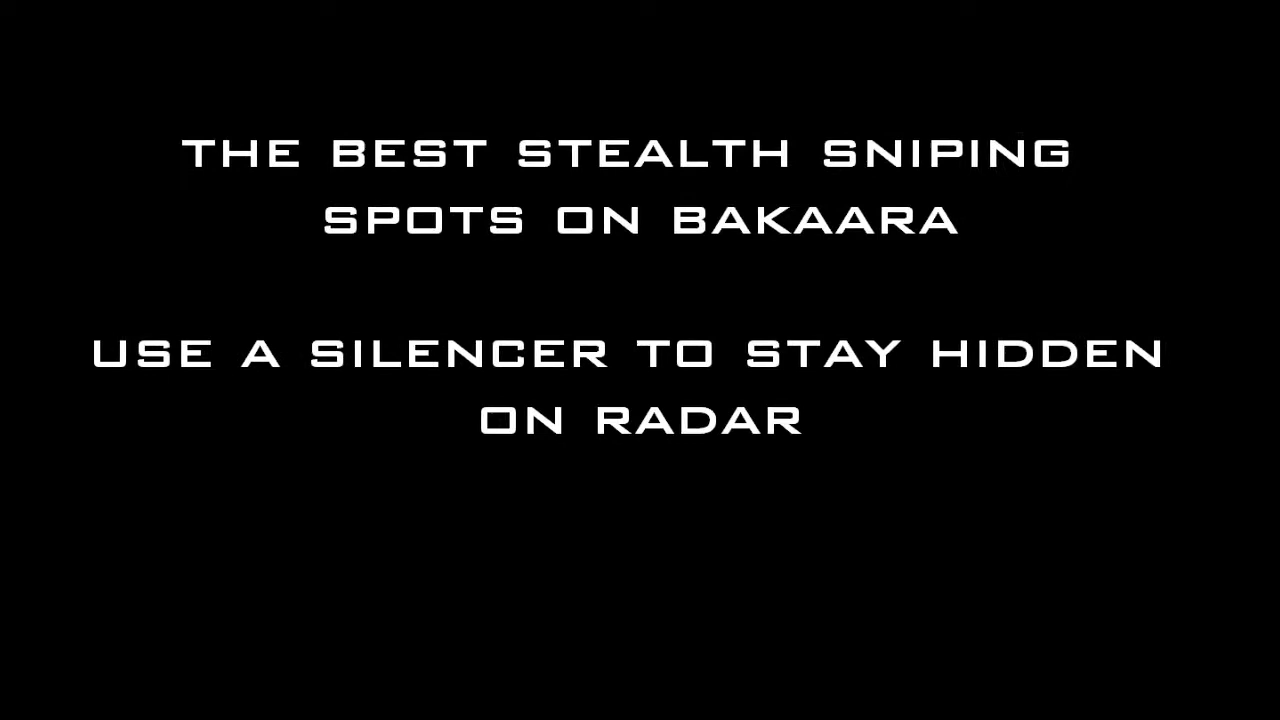 THE BEST STEALTH SNIPING
SPOTS ON BAKAARA
USE A SILENCER TO STAY HIDDEN
ON RADAR